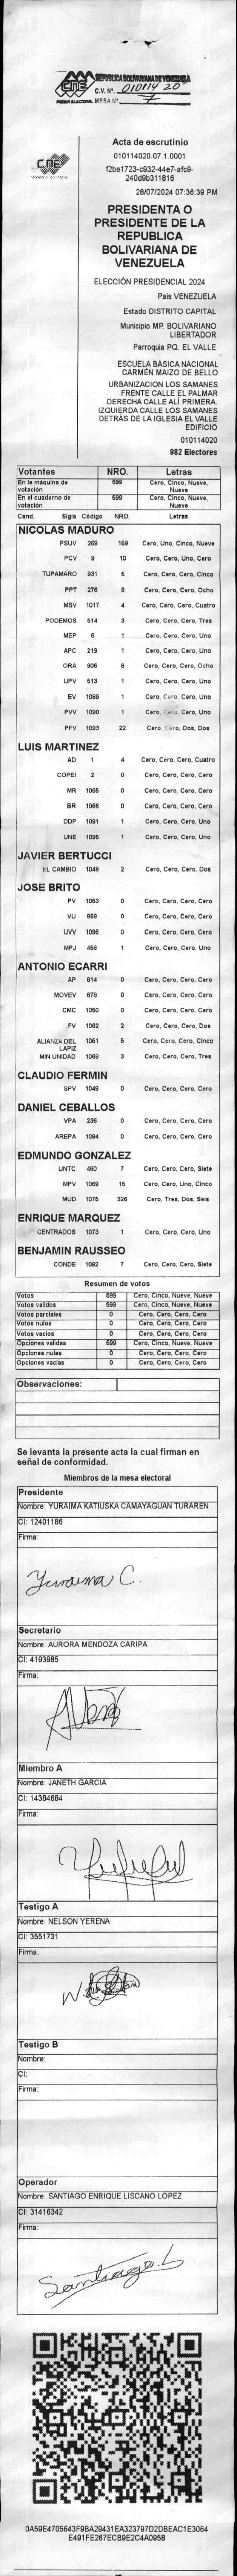 REPUBLICA BOLIVARIANA DE VENEZUELA
CNE
C.V. Nº 010114020
PODER ELECTORAL MESA Nº 7
CNE
Acta de escrutinio
010114020.07.1.0001
f2be1723-c932-44e7-afc9-
240d9b311816
28/07/2024 07:36:39 PM
PRESIDENTA O
PRESIDENTE DE LA
REPUBLICA
BOLIVARIANA DE
VENEZUELA
ELECCIÓN PRESIDENCIAL 2024
Pais VENEZUELA
Estado DISTRITO CAPITAL
Municipio MP. BOLIVARIANO
LIBERTADOR
Parroquia PQ. EL VALLE
ESCUELA BÁSICA NACIONAL
CARMEN MAIZO DE BELLO
URBANIZACION LOS SAMANES
FRENTE CALLE EL PALMAR
DERECHA CALLE ALÍ PRIMERA.
IZQUIERDA CALLE LOS SAMANES
DETRÁS DE LA IGLESIA EL VALLE
EDIFICIO
010114020
982 Electores
Votantes NRO. Letras
En la máquina de votación 599 Cero, Cinco, Nueve, Nueve
En el cuaderno de votación 599 Cero, Cinco, Nueve, Nueve
Cand. Sigla Código NRO. Letras
NICOLAS MADURO
PSUV 269 159 Cero, Uno, Cinco, Nueve
PCV 9 10 Cero, Cero, Uno, Cero
TUPAMARO 931 5 Cero, Cero, Cero, Cinco
PPT 276 8 Cero, Cero, Cero, Ocho
MSV 1017 4 Cero, Cero, Cero, Cuatro
PODEMOS 514 3 Cero, Cero, Cero, Tres
MEP 6 1 Cero, Cero, Cero, Uno
APC 219 1 Cero, Cero, Cero, Uno
ORA 906 8 Cero, Cero, Cero, Ocho
UPV 513 1 Cero, Cero, Cero, Uno
EV 1089 1 Cero, Cero, Cero, Uno
PVV 1090 1 Cero, Cero, Cero, Uno
PFV 1093 22 Cero, Cero, Dos, Dos
LUIS MARTINEZ
AD 1 4 Cero, Cero, Cero, Cuatro
COPEI 2 0 Cero, Cero, Cero, Cero
MR 1065 0 Cero, Cero, Cero, Cero
BR 1068 0 Cero, Cero, Cero, Cero
DDP 1091 1 Cero, Cero, Cero, Uno
UNE 1095 1 Cero, Cero, Cero, Uno
JAVIER BERTUCCI
EL CAMBIO 1048 2 Cero, Cero, Cero, Dos
JOSE BRITO
PV 1053 0 Cero, Cero, Cero, Cero
VU 969 0 Cero, Cero, Cero, Cero
UVV 1096 0 Cero, Cero, Cero, Cero
MPJ 458 1 Cero, Cero, Cero, Uno
ANTONIO ECARRI
AP 914 0 Cero, Cero, Cero, Cero
MOVEV 878 0 Cero, Cero, Cero, Cero
CMC 1050 0 Cero, Cero, Cero, Cero
FV 1062 2 Cero, Cero, Cero, Dos
ALIANZA DEL LAPIZ 1051 5 Cero, Cero, Cero, Cinco
MIN UNIDAD 1069 3 Cero, Cero, Cero, Tres
CLAUDIO FERMIN
SPV 1049 0 Cero, Cero, Cero, Cero
DANIEL CEBALLOS
VPA 236 0 Cero, Cero, Cero, Cero
AREPA 1094 0 Cero, Cero, Cero, Cero
EDMUNDO GONZALEZ
UNTC 460 7 Cero, Cero, Cero, Siete
MPV 1069 15 Cero, Cero, Uno, Cinco
MUD 1075 326 Cero, Tres, Dos, Seis
ENRIQUE MARQUEZ
CENTRADOS 1073 1 Cero, Cero, Cero, Uno
BENJAMIN RAUSSEO
CONDE 1092 7 Cero, Cero, Cero, Siete
Resumen de votos
Votos 599 Cero, Cinco, Nueve, Nueve
Votos validos 599 Cero, Cinco, Nueve, Nueve
Votos parciales 0 Cero, Cero, Cero, Cero
Votos nulos 0 Cero, Cero, Cero, Cero
Votos vacios 0 Cero, Cero, Cero, Cero
Opciones validas 599 Cero, Cinco, Nueve, Nueve
Opciones nulas 0 Cero, Cero, Cero, Cero
Opciones vacias 0 Cero, Cero, Cero, Cero
Observaciones:
Se levanta la presente acta la cual firman en
señal de conformidad.
Miembros de la mesa electoral
Presidente
Nombre: YURAIMA KATIUSKA CAMAYAGUAN TURAREN
CI: 12401186
Firma:
Yuraima C.
Secretario
Nombre: AURORA MENDOZA CARIPA
CI: 4193985
Firma:
Miembro A
Nombre: JANETH GARCIA
CI: 14384684
Firma:
Testigo A
Nombre: NELSON YERENA
CI: 3551731
Firma:
Testigo B
Nombre:
CI:
Firma:
Operador
Nombre: SANTIAGO ENRIQUE LISCANO LOPEZ
CI: 31416342
Firma:
Santiago L
0A59E4705643F9BA29431EA323797D2DBEAC1E3064
E491FE267ECB9E2C4A0958